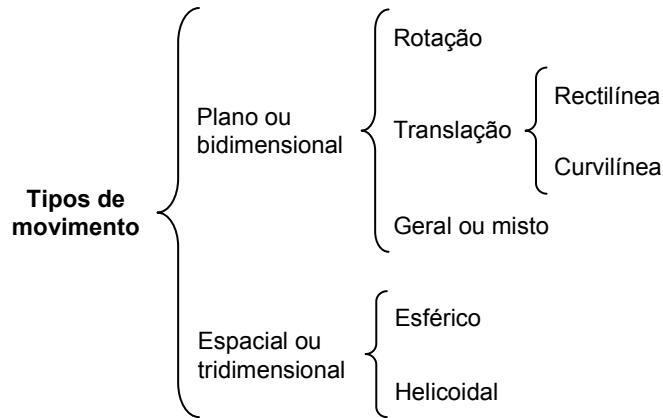 Tipos de
movimento
Plano ou
bidimensional
Rotação
Translação
Rectilínea
Curvilínea
Geral ou misto
Espacial ou
tridimensional
Esférico
Helicoidal